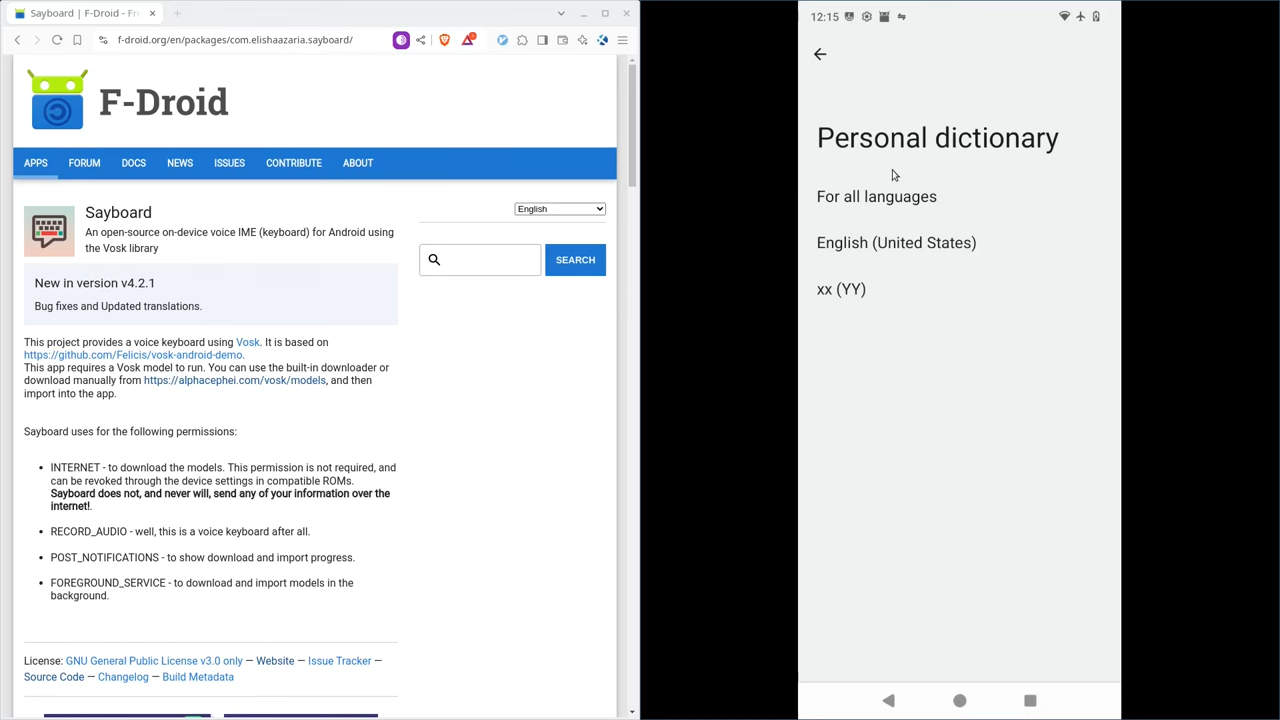 Sayboard | F-Droid - Fr
f-droid.org/en/packages/com.elishaazaria.sayboard/
F-Droid
APPS FORUM DOCS NEWS ISSUES CONTRIBUTE ABOUT
Sayboard
An open-source on-device voice IME (keyboard) for Android using
the Vosk library
New in version v4.2.1
Bug fixes and Updated translations.
This project provides a voice keyboard using Vosk. It is based on
https://github.com/Felicis/vosk-android-demo.
This app requires a Vosk model to run. You can use the built-in downloader or
download manually from https://alphacephei.com/vosk/models, and then
import into the app.
Sayboard uses for the following permissions:
• INTERNET - to download the models. This permission is not required, and
can be revoked through the device settings in compatible ROMs.
Sayboard does not, and never will, send any of your information over the
internet!.
• RECORD_AUDIO - well, this is a voice keyboard after all.
• POST_NOTIFICATIONS - to show download and import progress.
• FOREGROUND_SERVICE - to download and import models in the
background.
License: GNU General Public License v3.0 only — Website — Issue Tracker —
Source Code — Changelog — Build Metadata
English
SEARCH
12:15
Personal dictionary
For all languages
English (United States)
xx (YY)